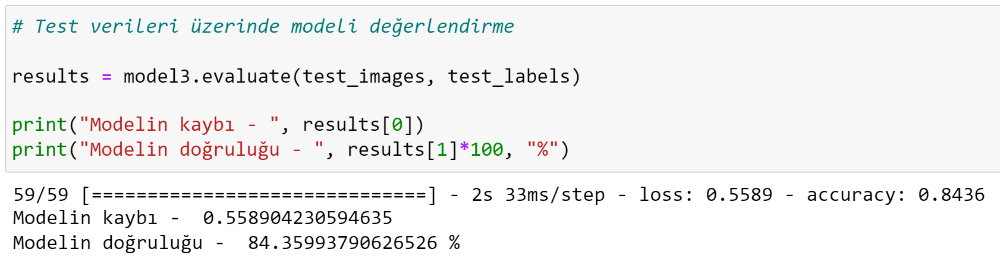 # Test verileri üzerinde modeli değerlendirme
results = model3.evaluate(test_images, test_labels)
print("Modelin kaybı - ", results[0])
print("Modelin doğruluğu - ", results[1]*100, "%")
59/59 [==============================] - 2s 33ms/step - loss: 0.5589 - accuracy: 0.8436
Modelin kaybı -  0.558904230594635
Modelin doğruluğu -  84.35993790626526 %